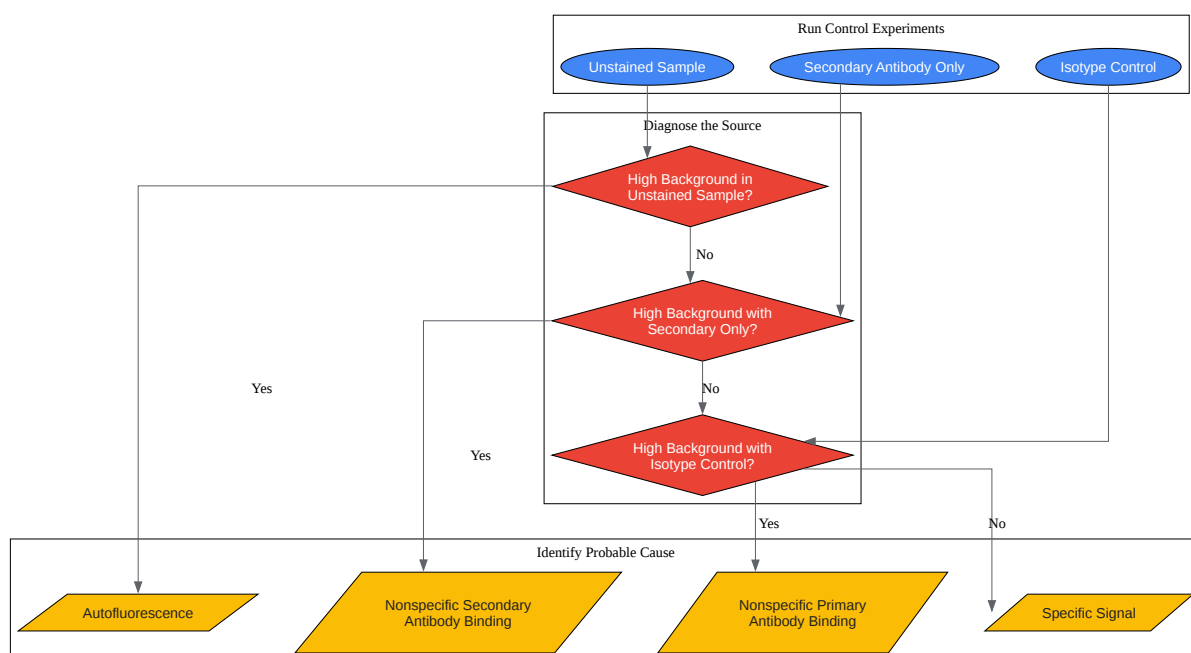 Run Control Experiments
Unstained Sample
Secondary Antibody Only
Isotype Control
Diagnose the Source
High Background in
Unstained Sample?
No
High Background with
Secondary Only?
Yes
No
High Background with
Isotype Control?
Yes
Yes
No
Identify Probable Cause
Autofluorescence
Nonspecific Secondary
Antibody Binding
Nonspecific Primary
Antibody Binding
Specific Signal